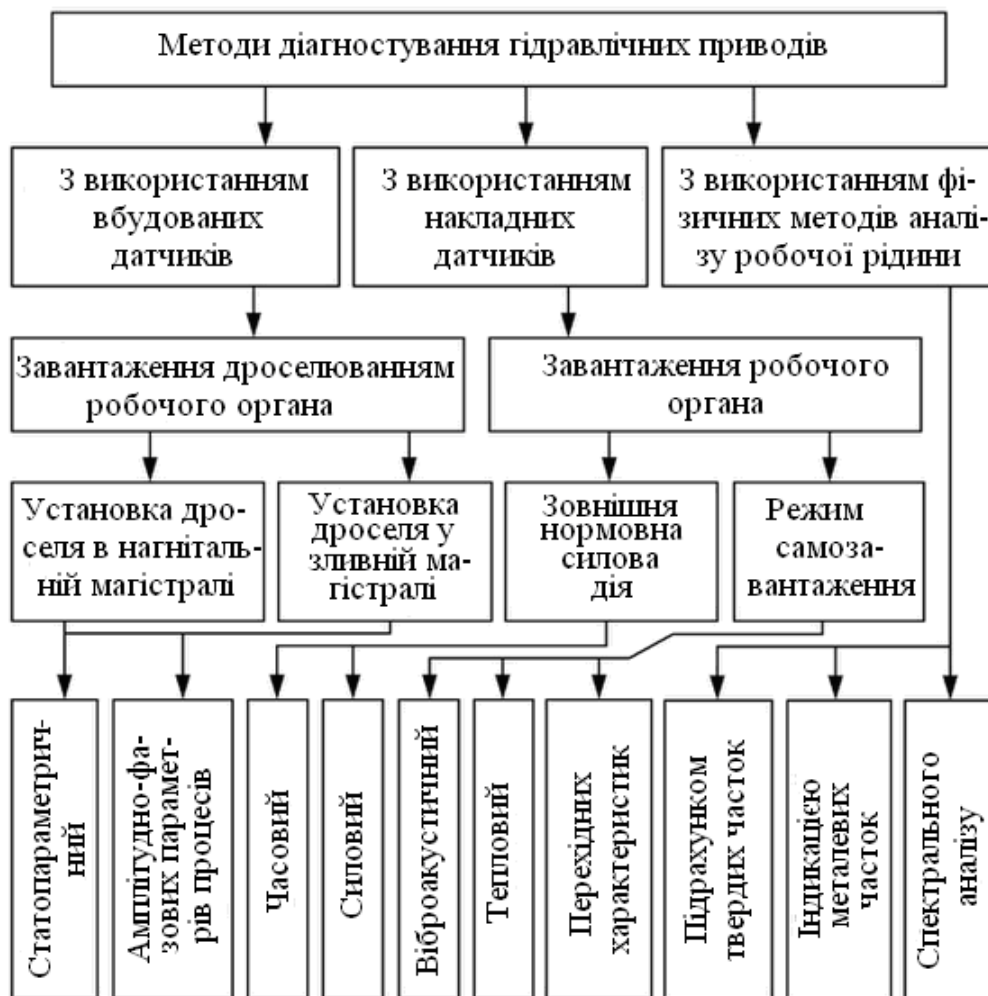 Методи діагностування гідравлічних приводів
З використанням
вбудованих
датчиків
З використанням
накладних
датчиків
З використанням фі-
зичних методів аналі-
зу робочої рідини
Завантаження дроселюванням
робочого органа
Завантаження робочого
органа
Установка дро-
селя в нагніталь-
ній магістралі
Установка
дроселя у
зливній ма-
гістралі
Зовнішня
нормовна
силова
дія
Режим
самоза-
вантаження
Статопараметрич-
ний
Амплітудно-фа-
зових парамет-
рів процесів
Часовий
Силовий
Віброакустичний
Тепловий
Перехідних
характеристик
Підрахунком
твердих часток
Індикацією
металевих
часток
Спектрального
аналізу